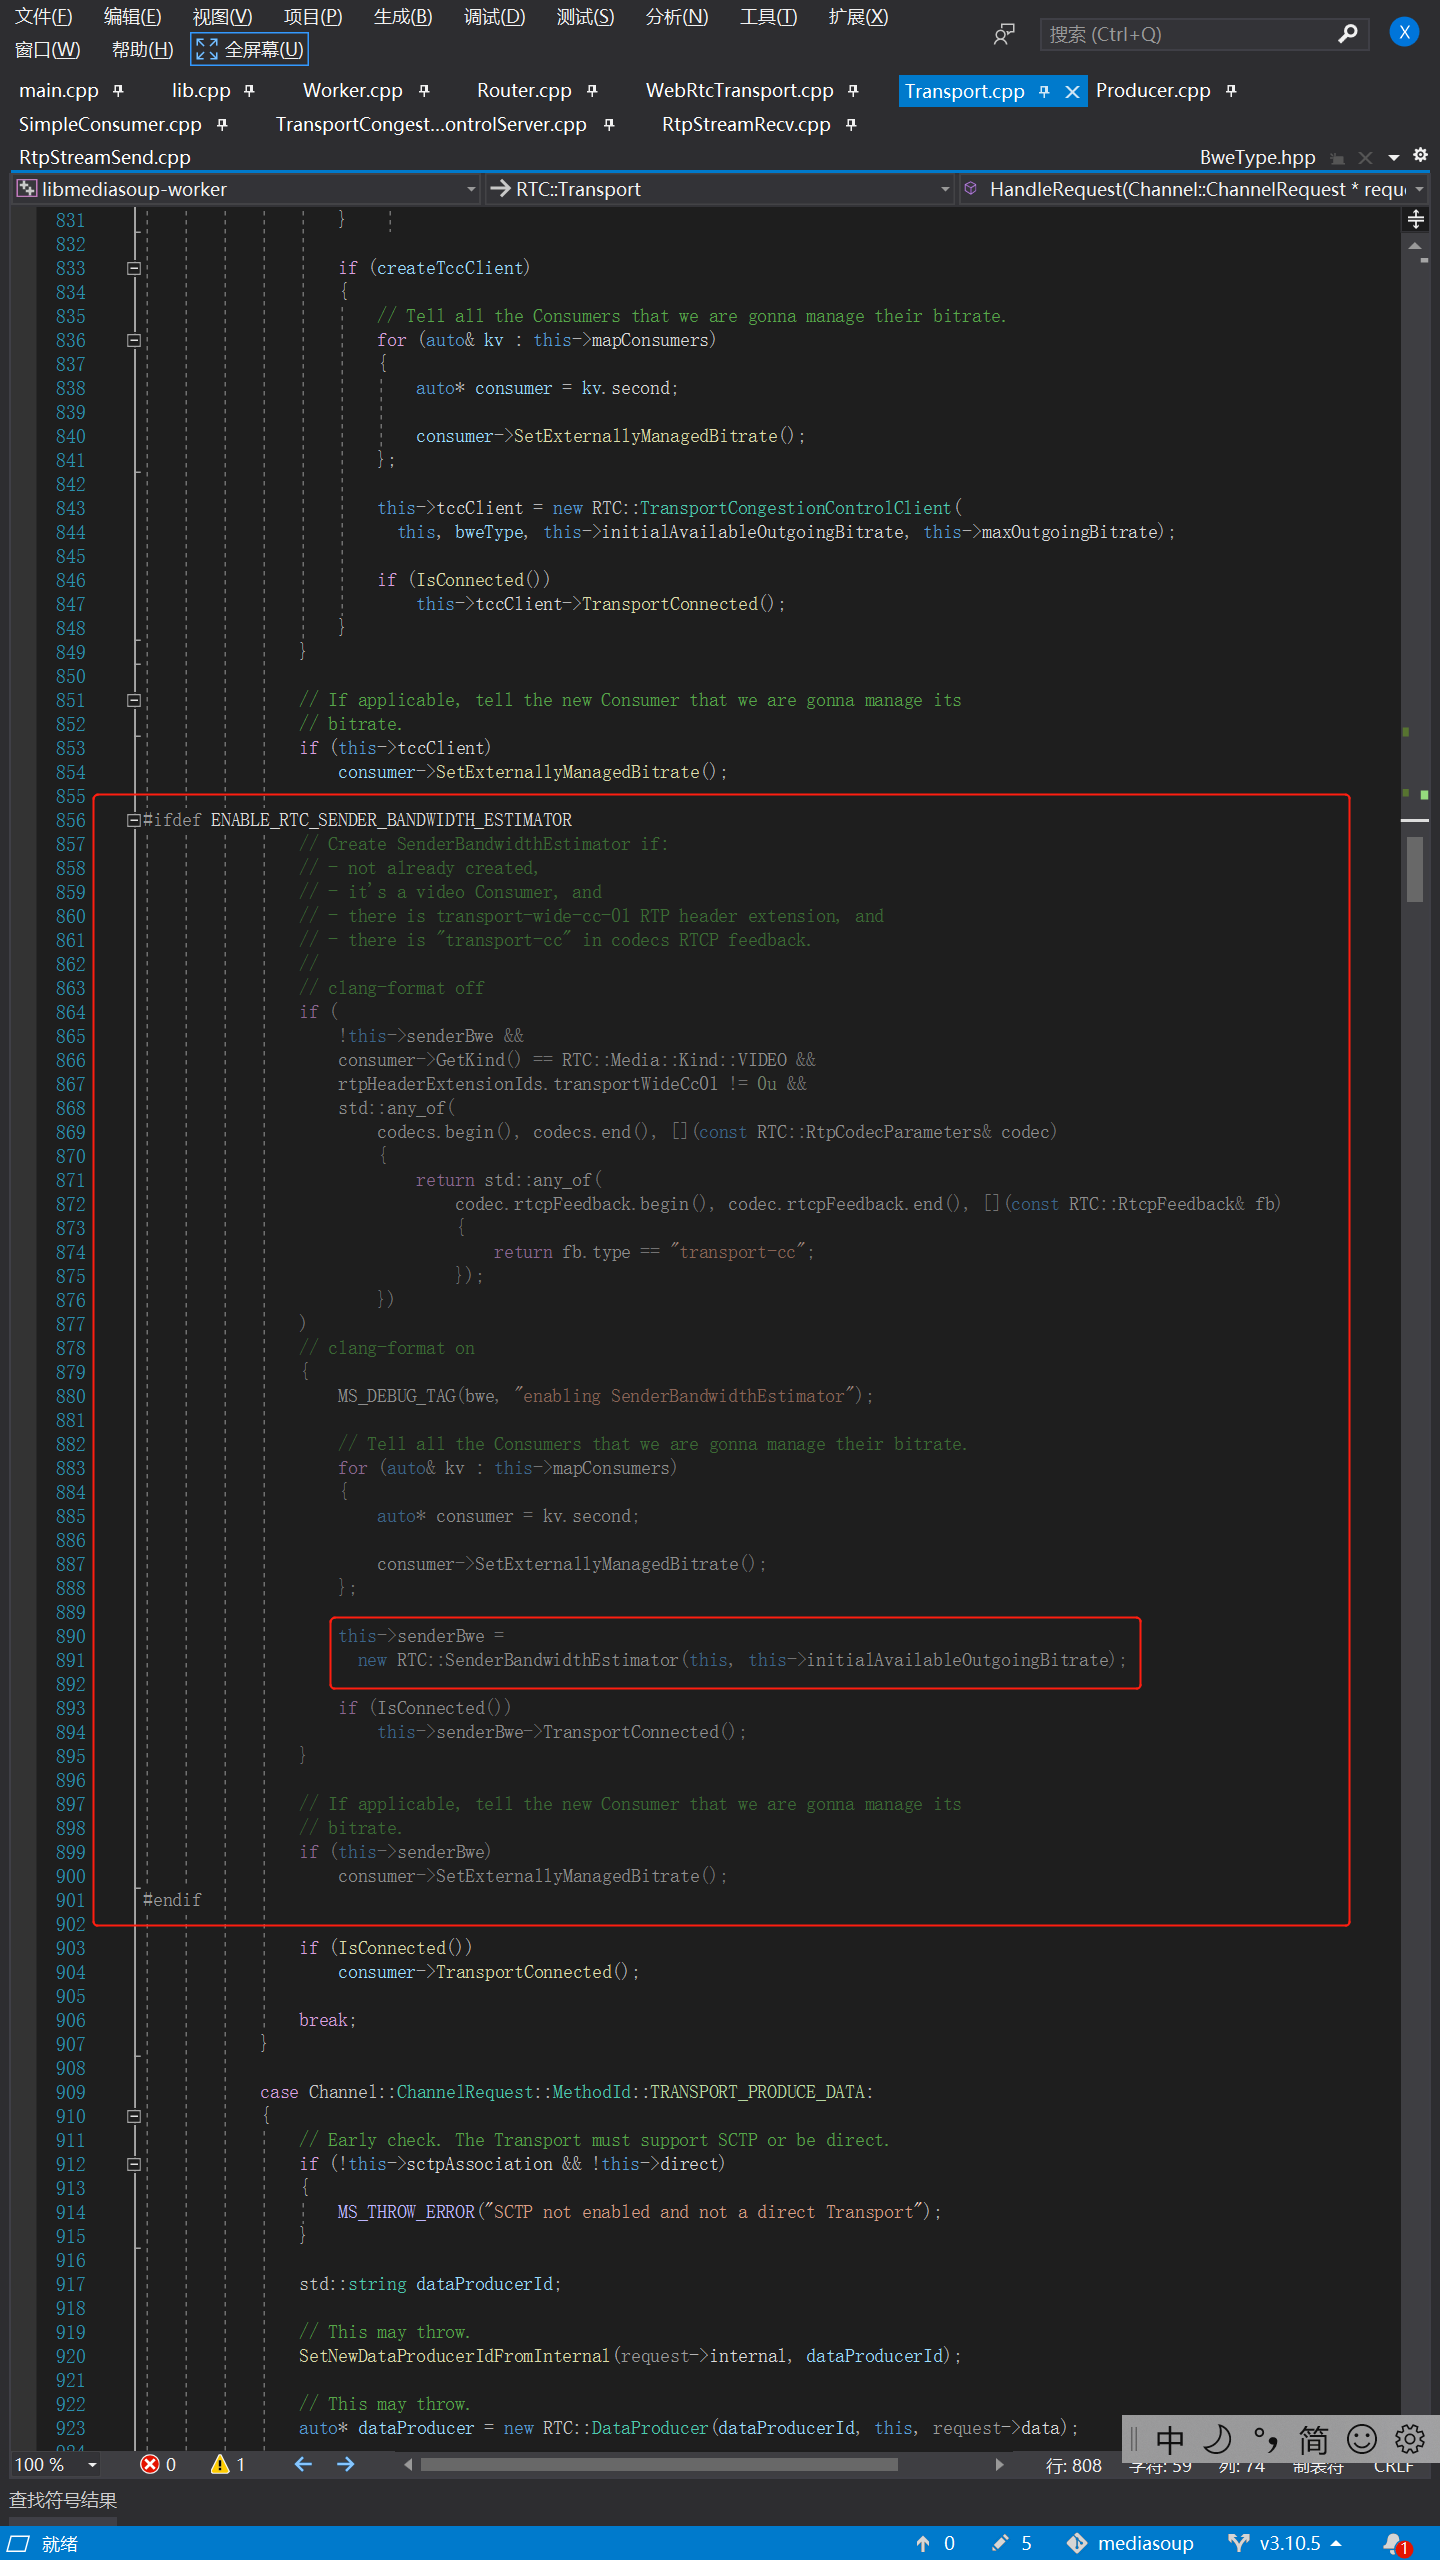 文件(F) 编辑(E) 视图(V) 项目(P) 生成(B) 调试(D) 测试(S) 分析(N) 工具(T) 扩展(X)
窗口(W) 帮助(H) 全屏幕(U) 搜索 (Ctrl+Q) X
main.cpp lib.cpp Worker.cpp Router.cpp WebRtcTransport.cpp Transport.cpp Producer.cpp
SimpleConsumer.cpp TransportCongest...ontrolServer.cpp RtpStreamRecv.cpp
RtpStreamSend.cpp BweType.hpp
libmediasoup-worker RTC::Transport HandleRequest(Channel::ChannelRequest * requ
831 }
832
833 if (createTccClient)
834 {
835 // Tell all the Consumers that we are gonna manage their bitrate.
836 for (auto& kv : this->mapConsumers)
837 {
838 auto* consumer = kv.second;
839
840 consumer->SetExternallyManagedBitrate();
841 };
842
843 this->tccClient = new RTC::TransportCongestionControlClient(
844 this, bweType, this->initialAvailableOutgoingBitrate, this->maxOutgoingBitrate);
845
846 if (IsConnected())
847 this->tccClient->TransportConnected();
848 }
849 }
850
851 // If applicable, tell the new Consumer that we are gonna manage its
852 // bitrate.
853 if (this->tccClient)
854 consumer->SetExternallyManagedBitrate();
855
856 #ifdef ENABLE_RTC_SENDER_BANDWIDTH_ESTIMATOR
857 // Create SenderBandwidthEstimator if:
858 // - not already created,
859 // - it's a video Consumer, and
860 // - there is transport-wide-cc-01 RTP header extension, and
861 // - there is "transport-cc" in codecs RTCP feedback.
862 //
863 // clang-format off
864 if (
865 !this->senderBwe &&
866 consumer->GetKind() == RTC::Media::Kind::VIDEO &&
867 rtpHeaderExtensionIds.transportWideCc01 != 0u &&
868 std::any_of(
869 codecs.begin(), codecs.end(), [](const RTC::RtpCodecParameters& codec)
870 {
871 return std::any_of(
872 codec.rtcpFeedback.begin(), codec.rtcpFeedback.end(), [](const RTC::RtcpFeedback& fb)
873 {
874 return fb.type == "transport-cc";
875 });
876 })
877 )
878 // clang-format on
879 {
880 MS_DEBUG_TAG(bwe, "enabling SenderBandwidthEstimator");
881
882 // Tell all the Consumers that we are gonna manage their bitrate.
883 for (auto& kv : this->mapConsumers)
884 {
885 auto* consumer = kv.second;
886
887 consumer->SetExternallyManagedBitrate();
888 };
889
890 this->senderBwe =
891 new RTC::SenderBandwidthEstimator(this, this->initialAvailableOutgoingBitrate);
892
893 if (IsConnected())
894 this->senderBwe->TransportConnected();
895 }
896
897 // If applicable, tell the new Consumer that we are gonna manage its
898 // bitrate.
899 if (this->senderBwe)
900 consumer->SetExternallyManagedBitrate();
901 #endif
902
903 if (IsConnected())
904 consumer->TransportConnected();
905
906 break;
907 }
908
909 case Channel::ChannelRequest::MethodId::TRANSPORT_PRODUCE_DATA:
910 {
911 // Early check. The Transport must support SCTP or be direct.
912 if (!this->sctpAssociation && !this->direct)
913 {
914 MS_THROW_ERROR("SCTP not enabled and not a direct Transport");
915 }
916
917 std::string dataProducerId;
918
919 // This may throw.
920 SetNewDataProducerIdFromInternal(request->internal, dataProducerId);
921
922 // This may throw.
923 auto* dataProducer = new RTC::DataProducer(dataProducerId, this, request->data);
中 简
100 % 0 1 行: 808 字符: 59 列: 74 制表符 CRLF
查找符号结果
就绪 0 5 mediasoup v3.10.5 1